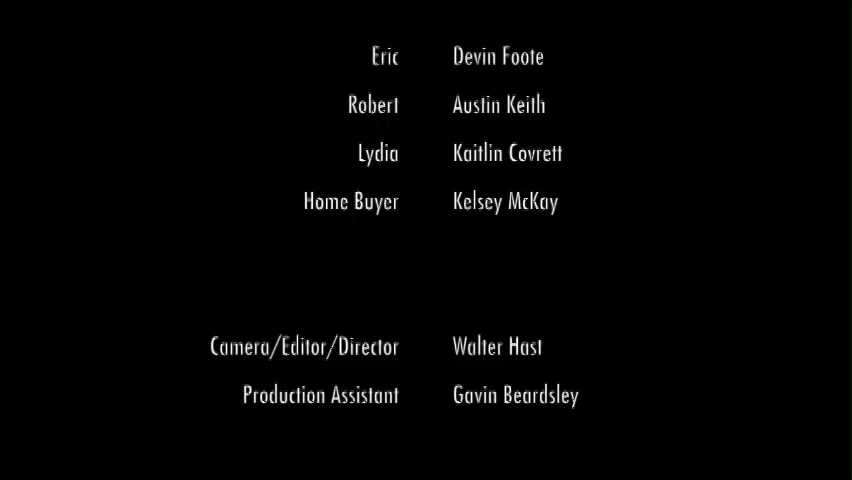 Eric Devin Foote
Robert Austin Keith
Lydia Kaitlin Covrett
Home Buyer Kelsey McKay
Camera/Editor/Director Walter Hast
Production Assistant Gavin Beardsley